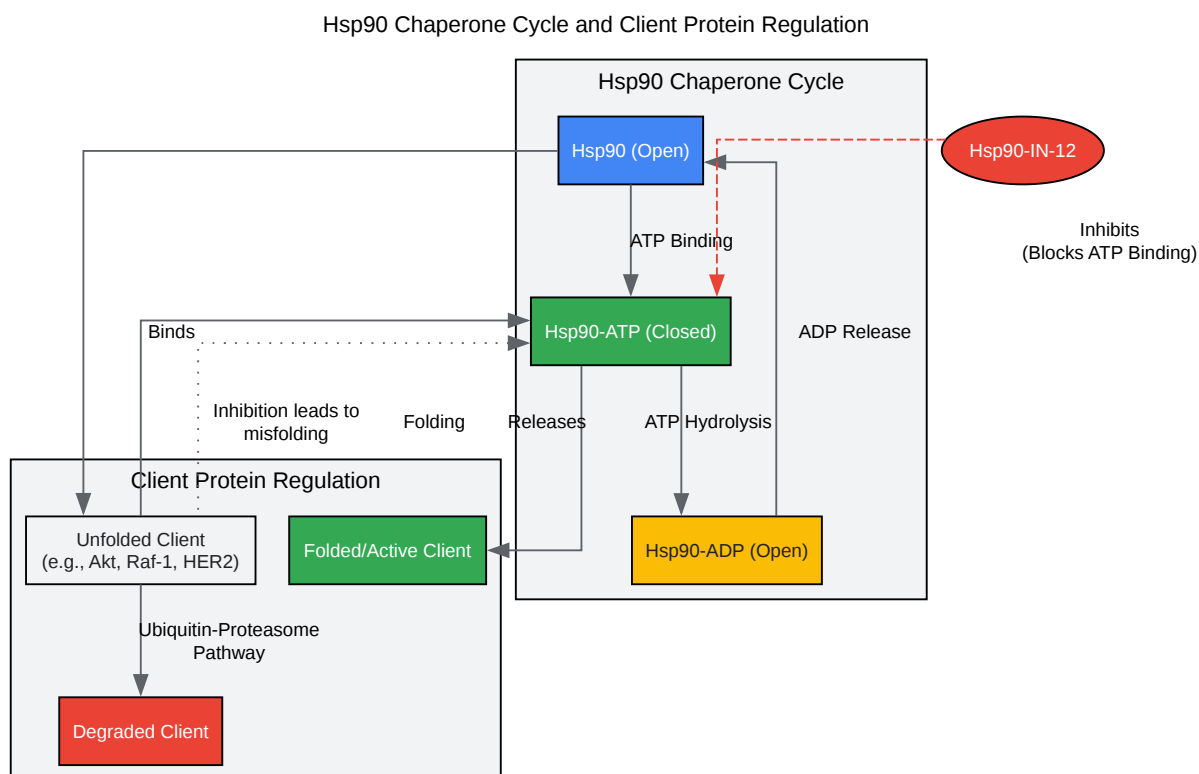 Hsp90 Chaperone Cycle and Client Protein Regulation
Hsp90 Chaperone Cycle
Hsp90 (Open)
Hsp90-IN-12
ATP Binding
Inhibits
(Blocks ATP Binding)
Binds
Hsp90-ATP (Closed)
ADP Release
Inhibition leads to
misfolding
Folding
Releases
ATP Hydrolysis
Client Protein Regulation
Unfolded Client
(e.g., Akt, Raf-1, HER2)
Folded/Active Client
Hsp90-ADP (Open)
Ubiquitin-Proteasome
Pathway
Degraded Client